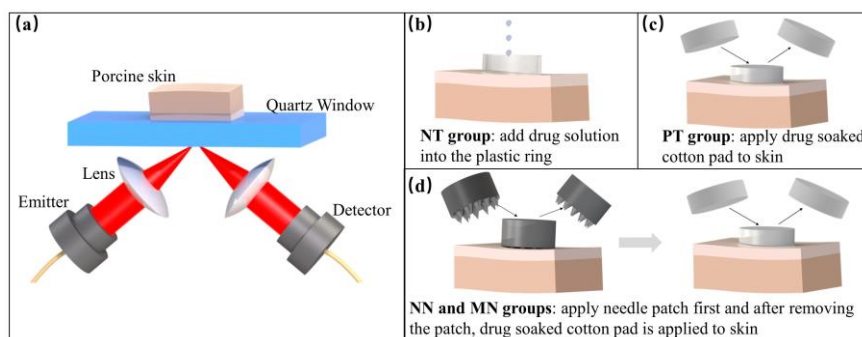 (a)
Porcine skin
Quartz Window
Lens
Emitter
Detector
(b)
NT group: add drug solution
into the plastic ring
(c)
PT group: apply drug soaked
cotton pad to skin
(d)
NN and MN groups: apply needle patch first and after removing
the patch, drug soaked cotton pad is applied to skin